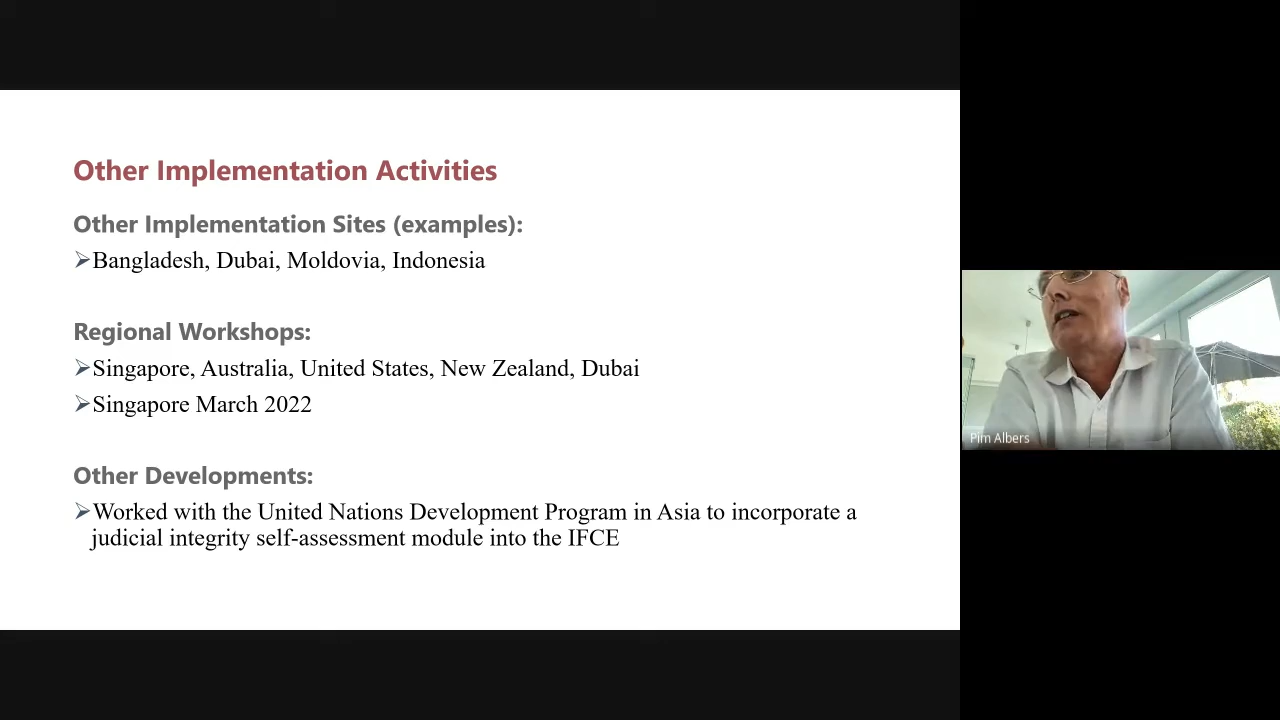 Other Implementation Activities
Other Implementation Sites (examples):
➢Bangladesh, Dubai, Moldovia, Indonesia
Regional Workshops:
➢Singapore, Australia, United States, New Zealand, Dubai
➢Singapore March 2022
Other Developments:
➢Worked with the United Nations Development Program in Asia to incorporate a
judicial integrity self-assessment module into the IFCE
Pim Albers